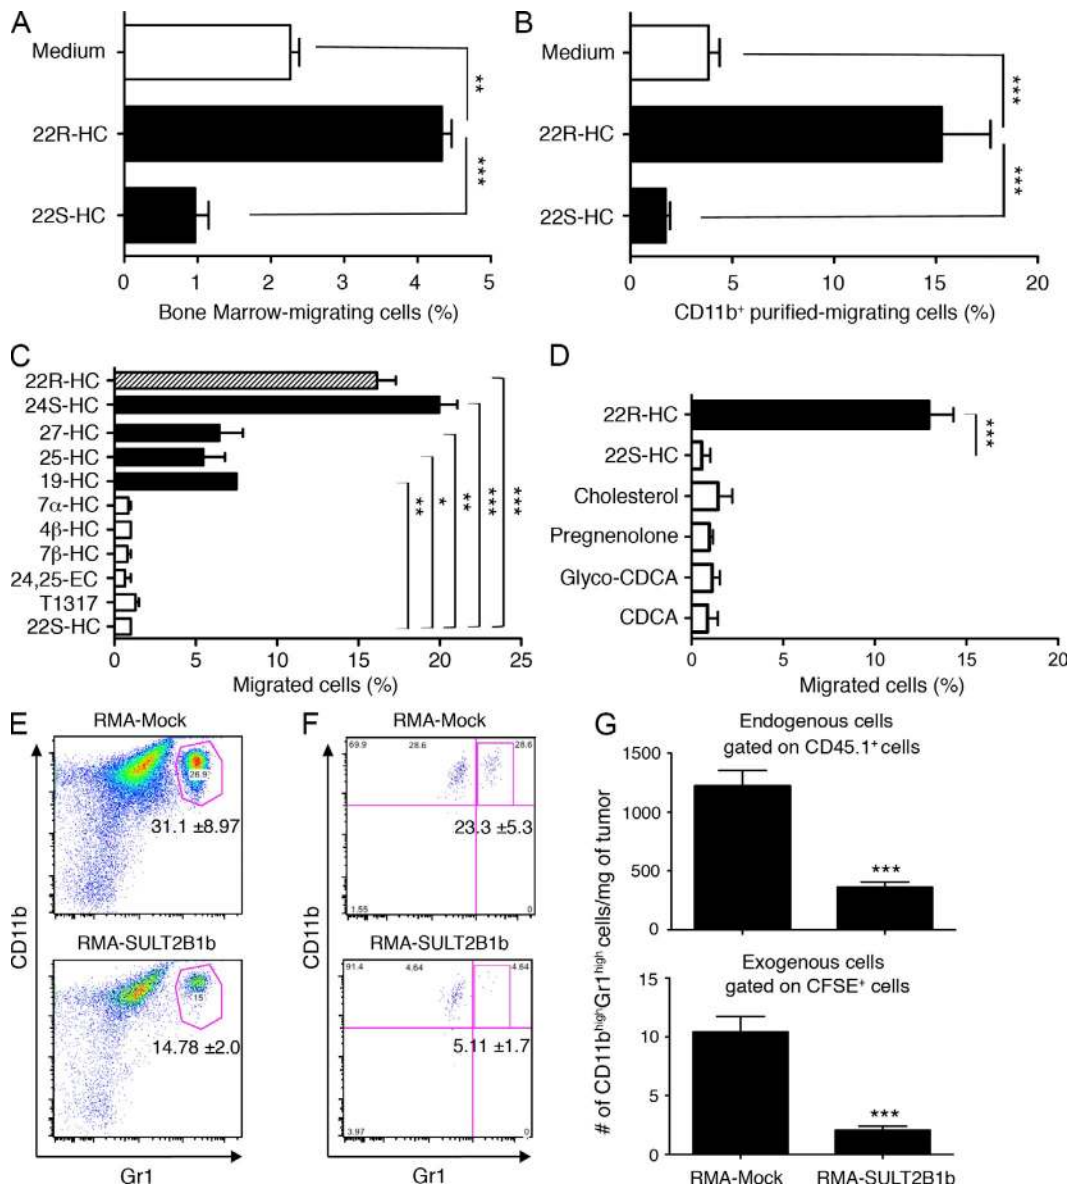 A
Medium
22R-HC
22S-HC
**
***
0 1 2 3 4 5
Bone Marrow-migrating cells (%)
B
Medium
22R-HC
22S-HC
***
***
0 5 10 15 20
CD11b+ purified-migrating cells (%)
C
22R-HC
24S-HC
27-HC
25-HC
19-HC
7α-HC
4β-HC
7β-HC
24,25-EC
T1317
22S-HC
** * ** *** ***
0 5 10 15 20 25
Migrated cells (%)
D
22R-HC
22S-HC
Cholesterol
Pregnenolone
Glyco-CDCA
CDCA
***
0 5 10 15 20
Migrated cells (%)
E
RMA-Mock
28.9
31.1 ±8.97
RMA-SULT2B1b
15
14.78 ±2.0
CD11b
Gr1
F
RMA-Mock
69.9 28.6 28.6
23.3 ±5.3
1.55 0
RMA-SULT2B1b
91.4 4.64 4.64
5.11 ±1.7
3.97 0
CD11b
Gr1
G
Endogenous cells
gated on CD45.1+ cells
1500
1000
500
0
***
Exogenous cells
gated on CFSE+ cells
15
10
5
0
***
# of CD11bhighGr1high cells/mg of tumor
RMA-Mock RMA-SULT2B1b